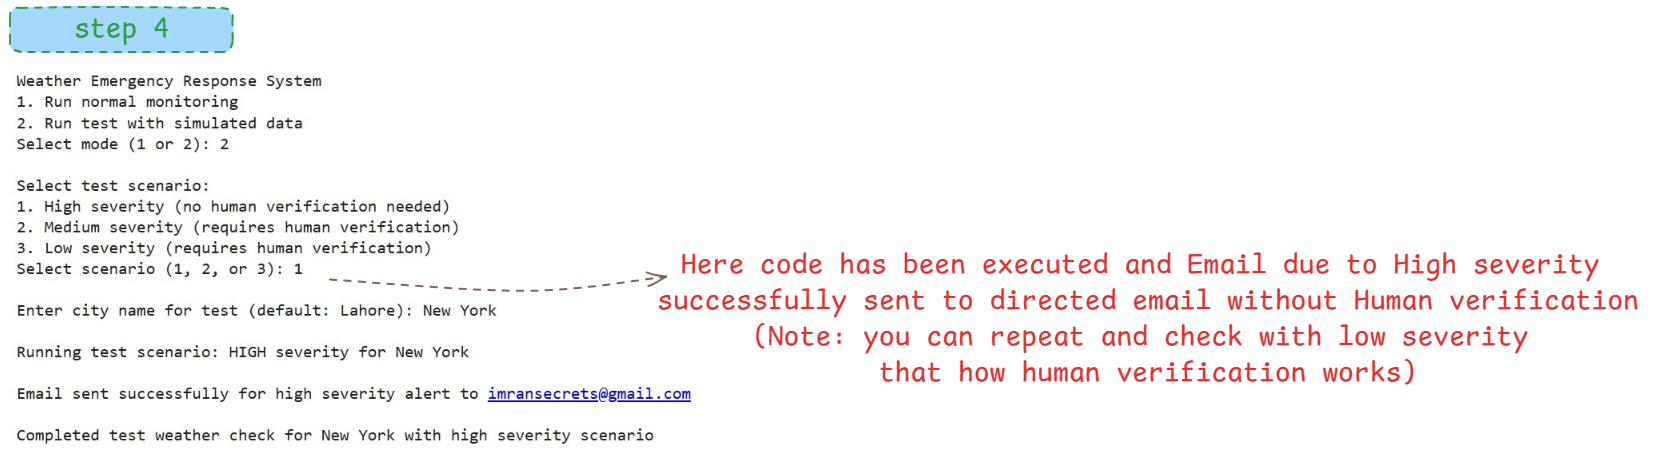 step 4
Weather Emergency Response System
1. Run normal monitoring
2. Run test with simulated data
Select mode (1 or 2): 2
Select test scenario:
1. High severity (no human verification needed)
2. Medium severity (requires human verification)
3. Low severity (requires human verification)
Select scenario (1, 2, or 3): 1
Here code has been executed and Email due to High severity
successfully sent to directed email without Human verification
(Note: you can repeat and check with low severity
that how human verification works)
Enter city name for test (default: Lahore): New York
Running test scenario: HIGH severity for New York
Email sent successfully for high severity alert to imransecrets@gmail.com
Completed test weather check for New York with high severity scenario